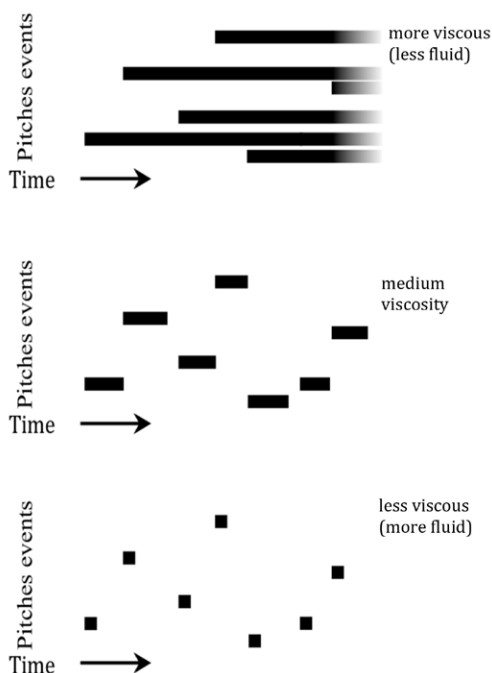 Pitches events
more viscous
(less fluid)
Time
Pitches events
medium
viscosity
Time
Pitches events
less viscous
(more fluid)
Time